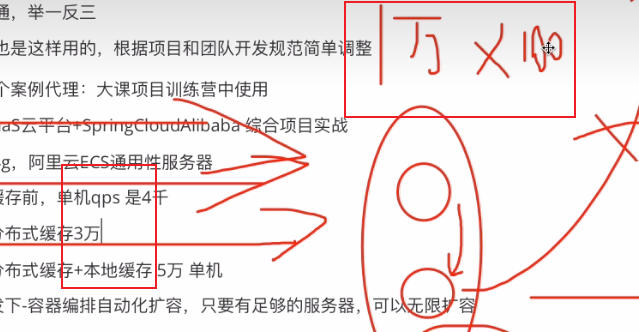 通，举一反三
也是这样用的，根据项目和团队开发规范简单调整
个案例代理：大课项目训练营中使用
aaS云平台+SpringCloudAlibaba 综合项目实战
g，阿里云ECS通用性服务器
缓存前，单机qps 是4千
分布式缓存3万
分布式缓存+本地缓存 5万 单机
发下-容器编排自动化扩容，只要有足够的服务器，可以无限扩容
1万 X 100